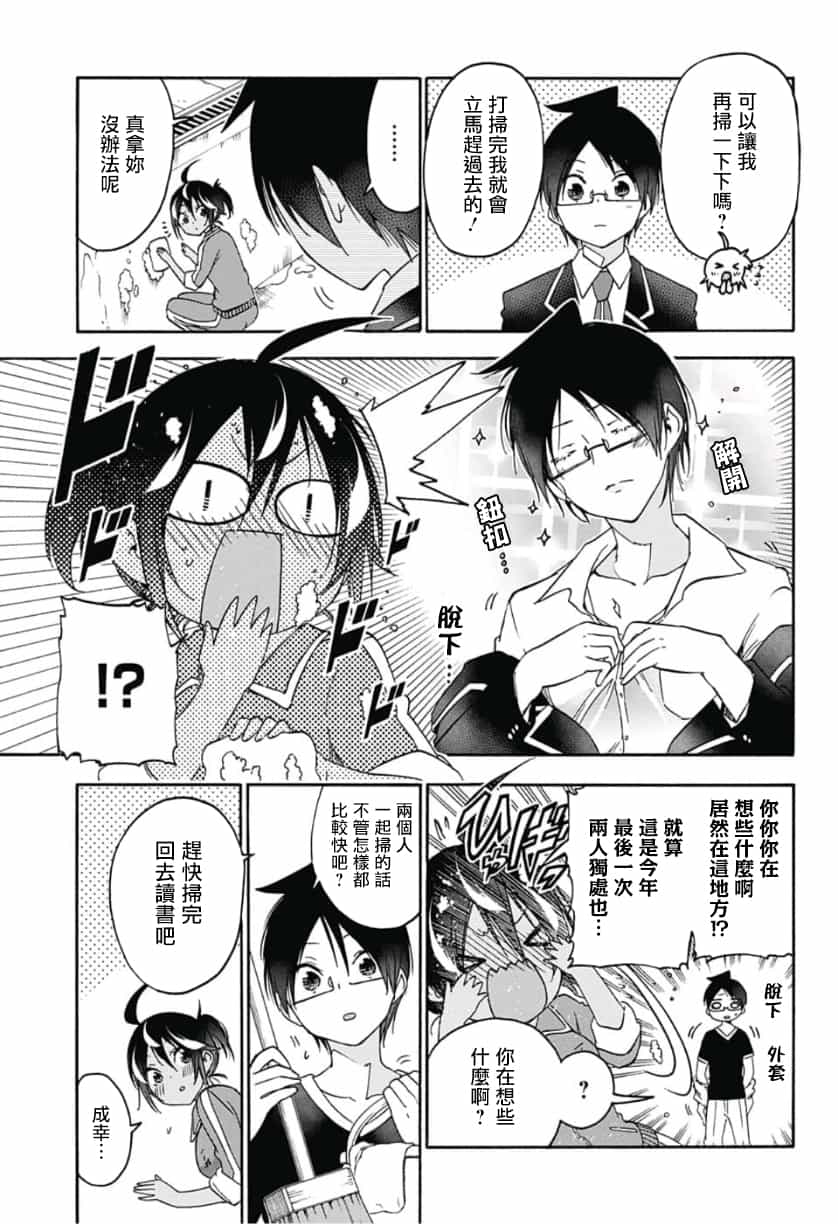 可以讓我
再掃一下下嗎？
打掃完我就會
立馬趕過去的！
……
真拿妳
沒辦法呢
解開
鈕扣…
脫下……
ドドドド
!?
你你你在
想些什麼啊
居然在這地方!?
就算
這是今年
最後一次
兩人獨處也…
ひゅばっ
脫下
外套
？
你在想些
什麼啊？
兩個人
一起掃的話
不管怎樣都
比較快吧？
趕快掃完
回去讀書吧
成幸…